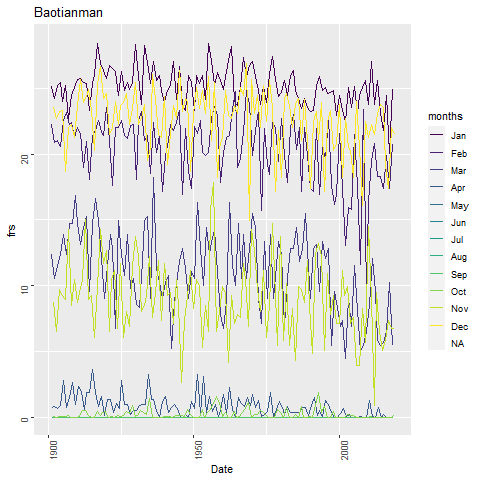 Baotianman
frs
20
10
0
1900
1950
2000
Date
months
Jan
Feb
Mar
Apr
May
Jun
Jul
Aug
Sep
Oct
Nov
Dec
NA